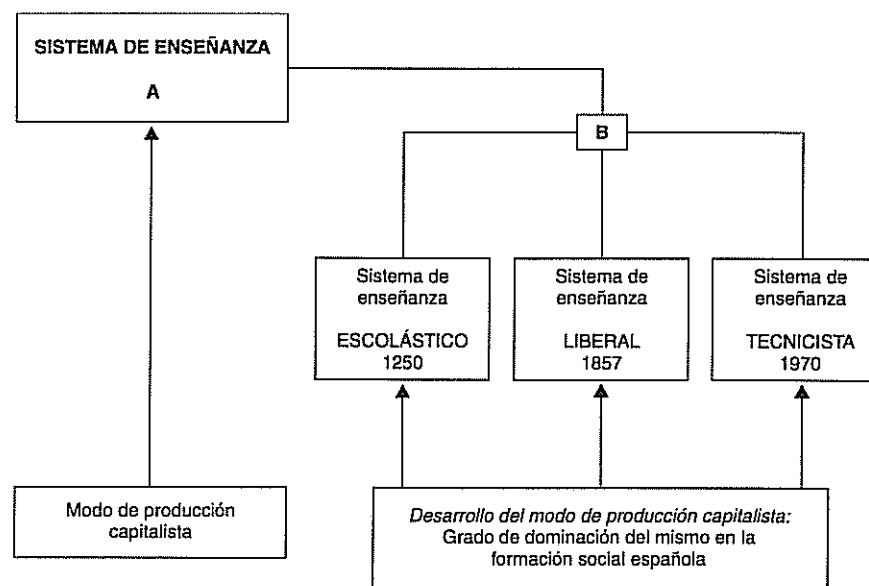 SISTEMA DE ENSEÑANZA
A
B
Sistema de
enseñanza
ESCOLÁSTICO
1250
Sistema de
enseñanza
LIBERAL
1857
Sistema de
enseñanza
TECNICISTA
1970
Modo de producción
capitalista
Desarrollo del modo de producción capitalista:
Grado de dominación del mismo en la
formación social española